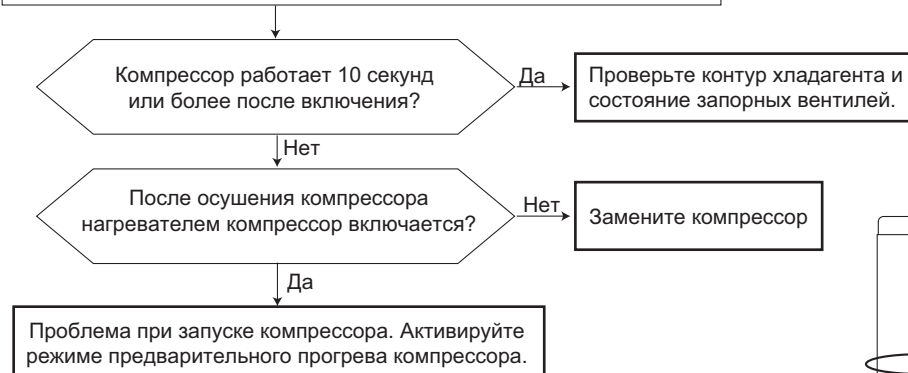 Компрессор работает 10 секунд
или более после включения?
Да
Проверьте контур хладагента и
состояние запорных вентилей.
Нет
После осушения компрессора
нагревателем компрессор включается?
Нет
Замените компрессор
Да
Проблема при запуске компрессора. Активируйте
режиме предварительного прогрева компрессора.